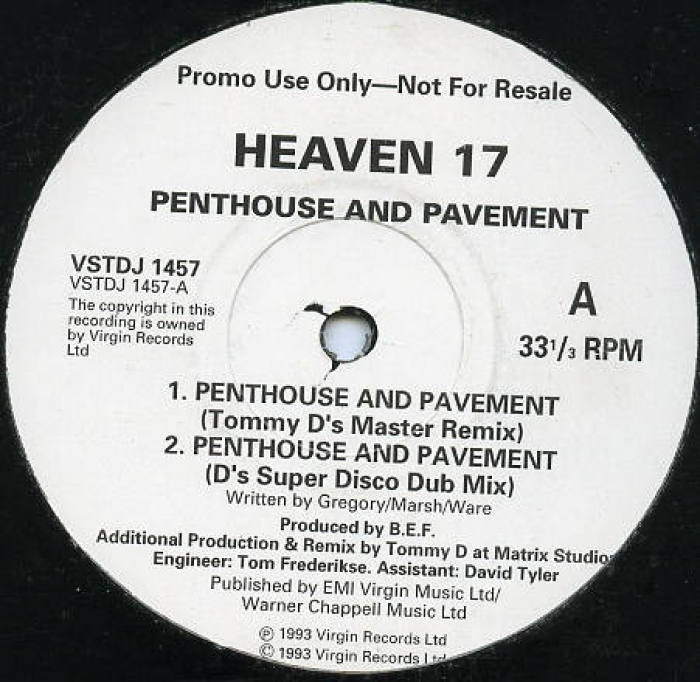 Promo Use Only—Not For Resale
HEAVEN 17
PENTHOUSE AND PAVEMENT
VSTDJ 1457
VSTDJ 1457-A
The copyright in this
recording is owned
by Virgin Records
Ltd
A
33 1/3 RPM
1. PENTHOUSE AND PAVEMENT
(Tommy D's Master Remix)
2. PENTHOUSE AND PAVEMENT
(D's Super Disco Dub Mix)
Written by Gregory/Marsh/Ware
Produced by B.E.F.
Additional Production & Remix by Tommy D at Matrix Studio
Engineer: Tom Frederikse. Assistant: David Tyler
Published by EMI Virgin Music Ltd/
Warner Chappell Music Ltd
℗ 1993 Virgin Records Ltd
© 1993 Virgin Records Ltd